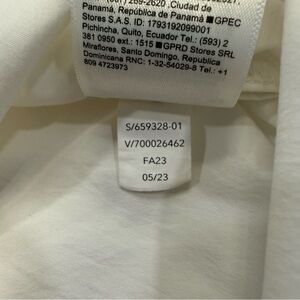 269-2620 ,Ciudad de
Panamá, República de Panamá ■GPEC
Stores S.A.S. ID: 1793192099001
Pichincha, Quito, Ecuador Tel.: (593) 2
381 0950 ext.: 1515 ■GPRD Stores SRL
Miraflores, Santo Domingo, Republica
Dominicana RNC: 1-32-54029-8 Tel.: +1
809 4723973
S/659328-01
V/700026462
FA23
05/23